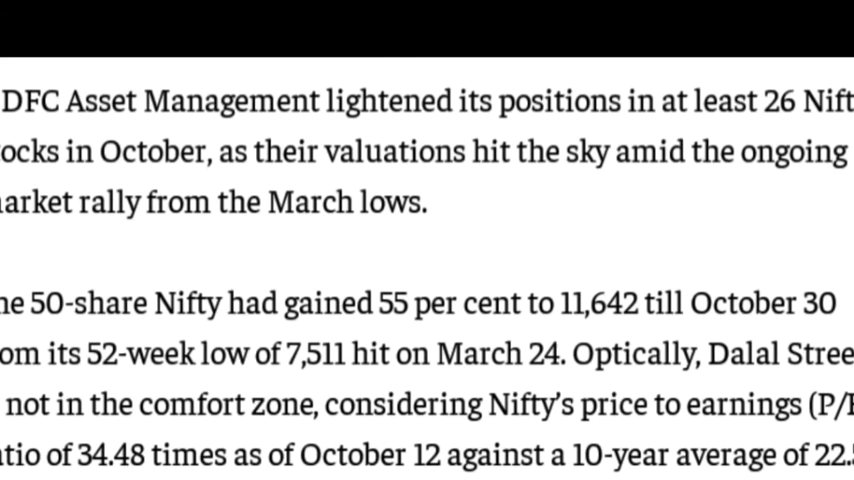 DFC Asset Management lightened its positions in at least 26 Nift
ocks in October, as their valuations hit the sky amid the ongoing
arket rally from the March lows.
he 50-share Nifty had gained 55 per cent to 11,642 till October 30
om its 52-week low of 7,511 hit on March 24. Optically, Dalal Stree
not in the comfort zone, considering Nifty's price to earnings (P/E
tio of 34.48 times as of October 12 against a 10-year average of 22.